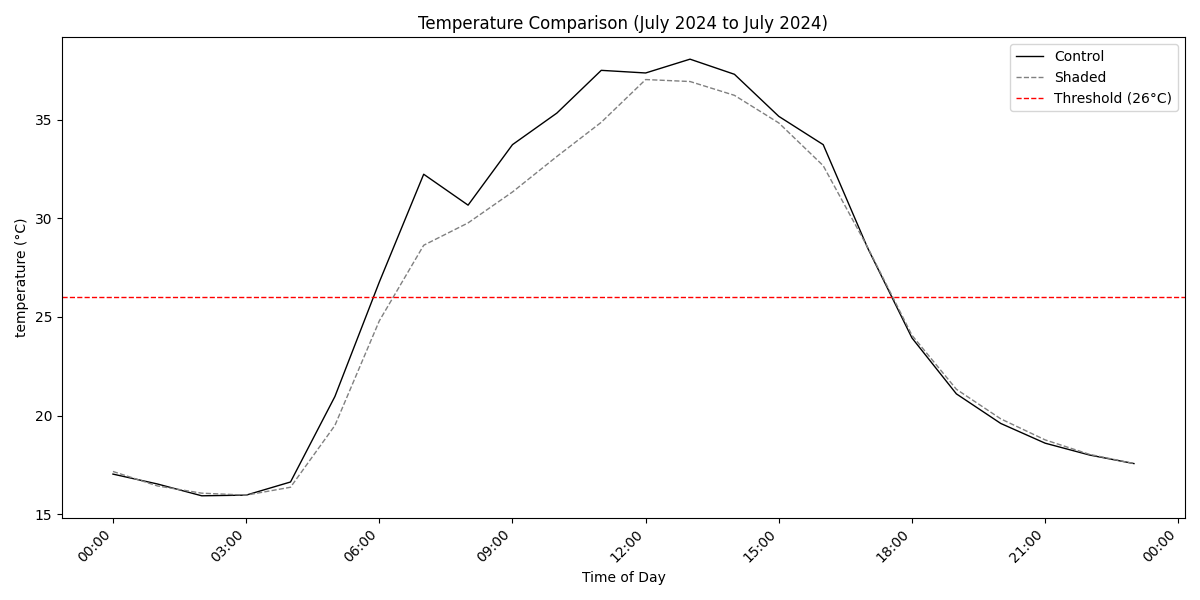 Temperature Comparison (July 2024 to July 2024)
Control
Shaded
Threshold (26°C)
temperature (°C)
35
30
25
20
15
00:00
03:00
06:00
09:00
12:00
15:00
18:00
21:00
00:00
Time of Day